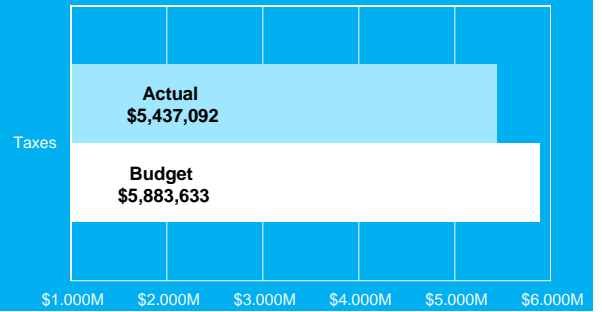 Actual
$5,437,092
Taxes
Budget
$5,883,633
$1.000M $2.000M $3.000M $4.000M $5.000M $6.000M